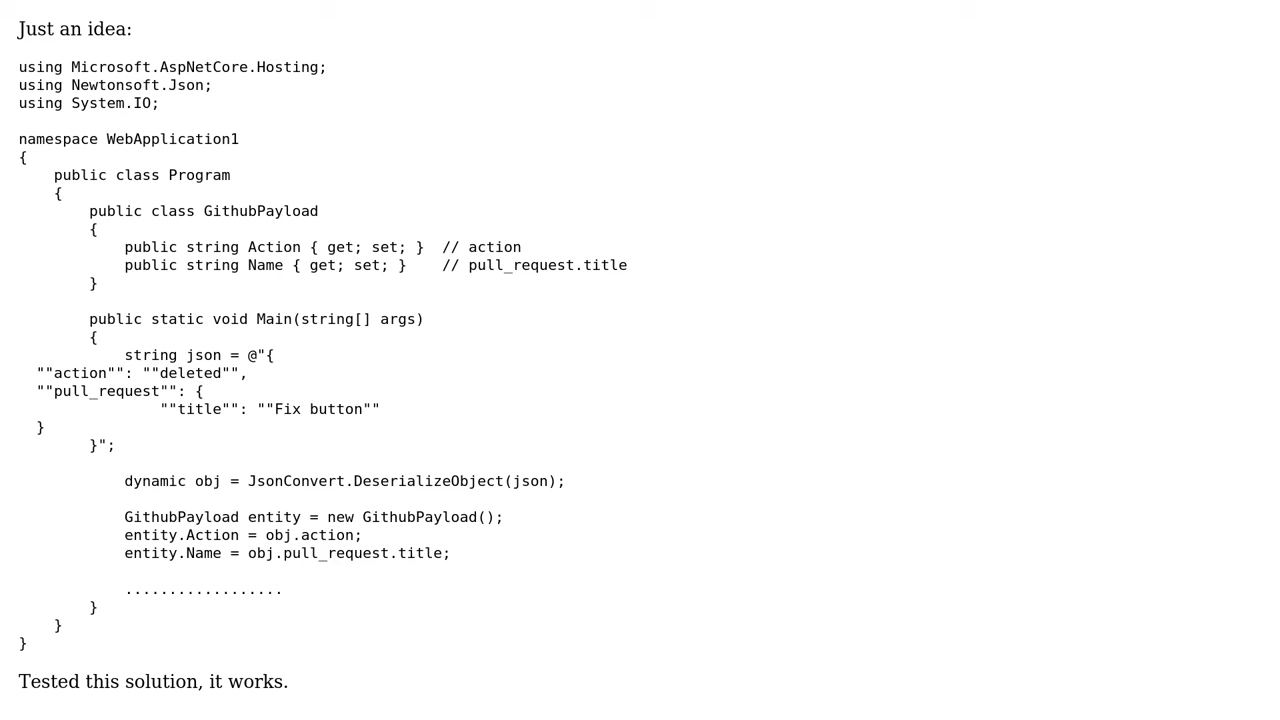 Just an idea:
using Microsoft.AspNetCore.Hosting;
using Newtonsoft.Json;
using System.IO;
namespace WebApplication1
{
    public class Program
    {
        public class GithubPayload
        {
            public string Action { get; set; }  // action
            public string Name { get; set; }    // pull_request.title
        }
        public static void Main(string[] args)
        {
            string json = @"{
  ""action"": ""deleted"",
  ""pull_request"": {
                ""title"": ""Fix button""
  }
        }";
            dynamic obj = JsonConvert.DeserializeObject(json);
            GithubPayload entity = new GithubPayload();
            entity.Action = obj.action;
            entity.Name = obj.pull_request.title;
            ..................
        }
    }
}
Tested this solution, it works.